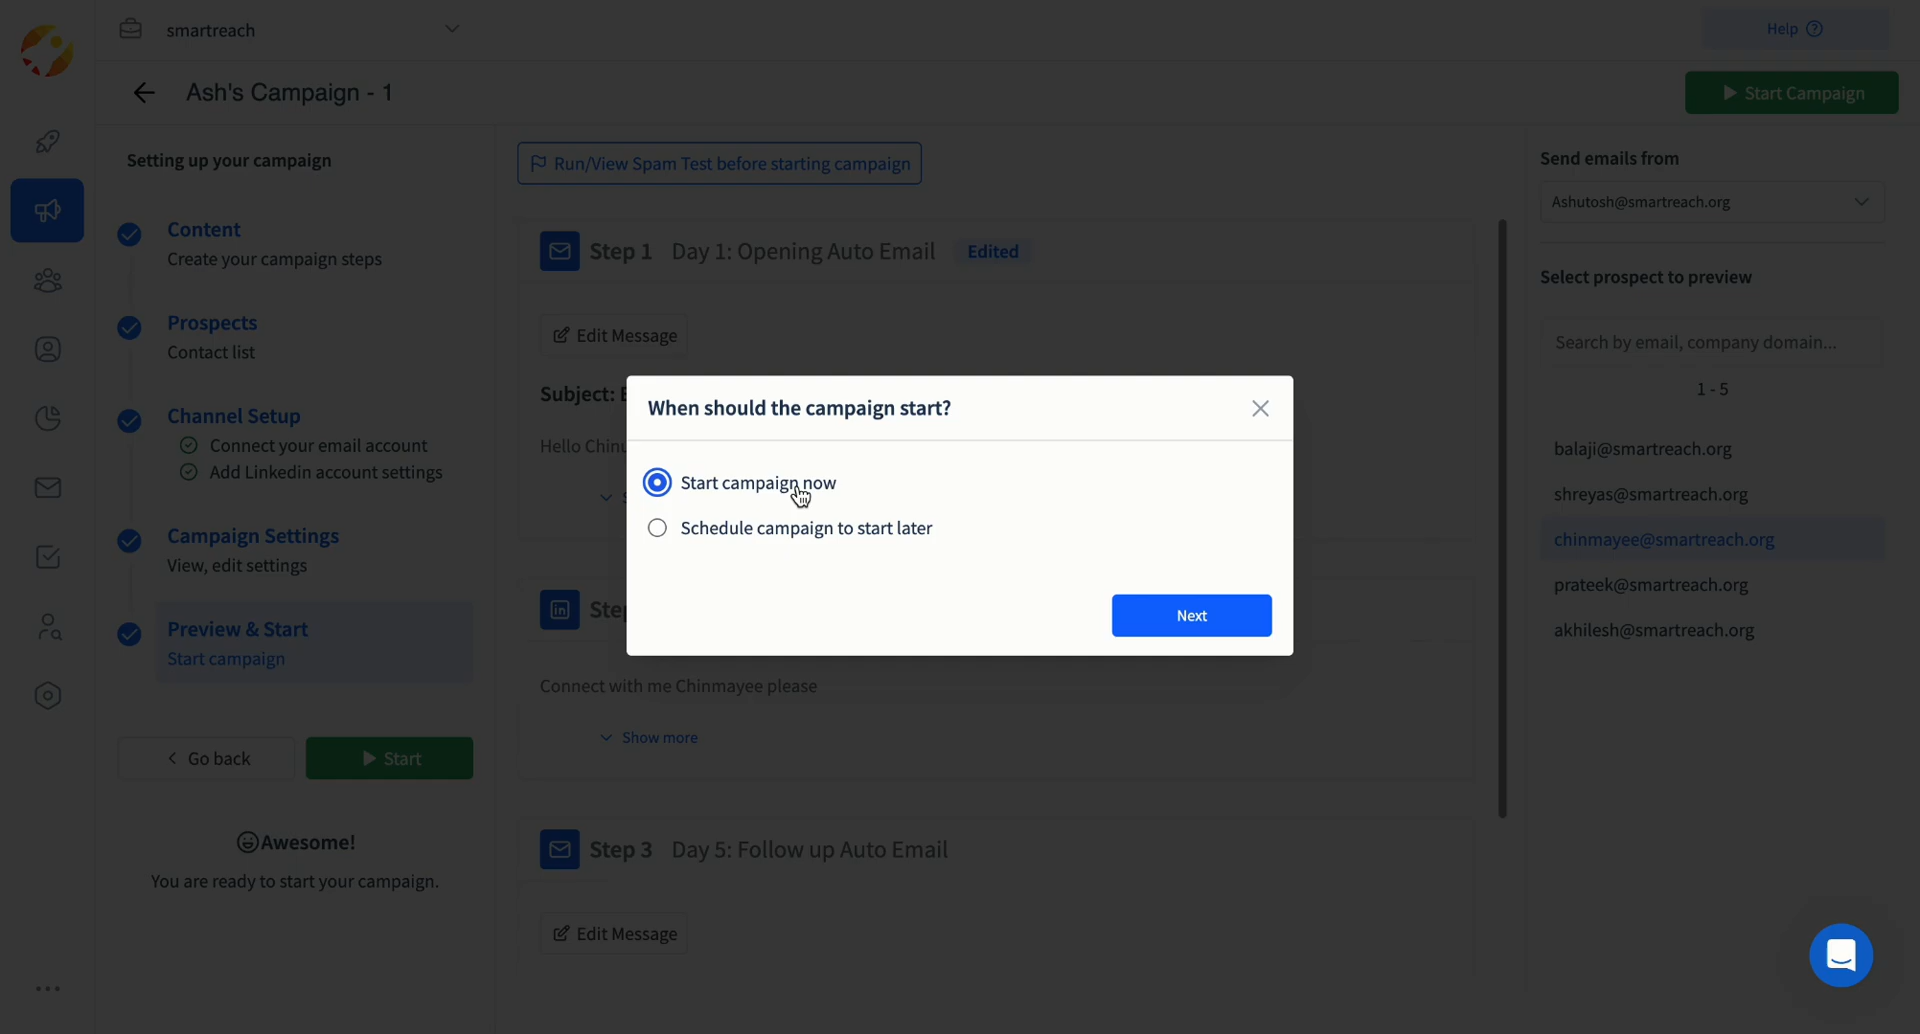 smartreach
Help
Ash's Campaign - 1
Start Campaign
Setting up your campaign
Content
Create your campaign steps
Prospects
Contact list
Channel Setup
Connect your email account
Add Linkedin account settings
Campaign Settings
View, edit settings
Preview & Start
Start campaign
Go back
Start
Awesome!
You are ready to start your campaign.
Run/View Spam Test before starting campaign
Step 1 Day 1: Opening Auto Email Edited
Edit Message
Subject:
Hello
When should the campaign start?
Start campaign now
Schedule campaign to start later
Next
Connect with me Chinmayee please
Show more
Step 3 Day 5: Follow up Auto Email
Edit Message
Send emails from
Ashutosh@smartreach.org
Select prospect to preview
Search by email, company domain...
1 - 5
balaji@smartreach.org
shreyas@smartreach.org
chinmayee@smartreach.org
prateek@smartreach.org
akhilesh@smartreach.org